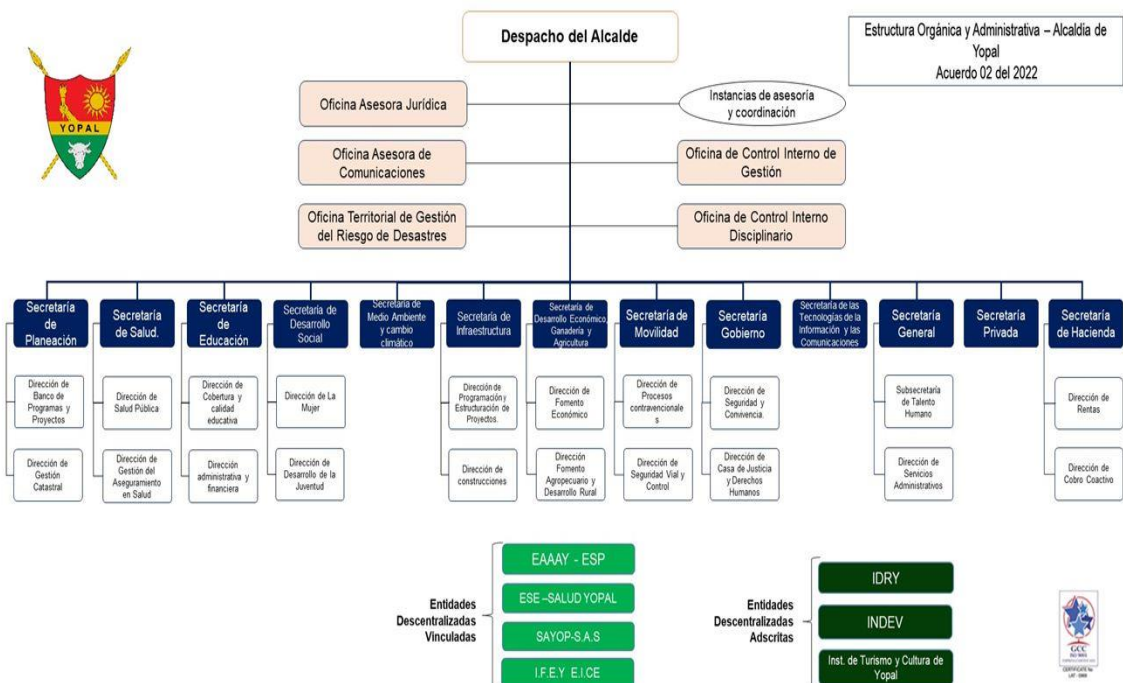 Despacho del Alcalde
Estructura Orgánica y Administrativa – Alcaldia de
Yopal
Acuerdo 02 del 2022
YOPAL
Oficina Asesora Jurídica
Instancias de asesoría
y coordinación
Oficina Asesora de
Comunicaciones
Oficina de Control Interno de
Gestión
Oficina Territorial de Gestión
del Riesgo de Desastres
Oficina de Control Interno
Disciplinario
Secretaría
de
Planeación
Secretaría
de Salud.
Secretaría
de
Educación
Secretaría de
Desarrollo
Social
Secretaría de
Medio Ambiente
y cambio
climático
Secretaría de
Infraestructura
Secretaría de
Desarrollo Económico,
Ganadería y
Agricultura
Secretaría de
Movilidad
Secretaría
Gobierno
Secretaría de las
Tecnologías de la
Información y las
Comunicaciones
Secretaría
General
Secretaría
Privada
Secretaría
de Hacienda
Dirección de
Banco de
Programas y
Proyectos
Dirección de
Salud Pública
Dirección de
Cobertura y
calidad
educativa
Dirección de La
Mujer
Dirección de
Programación y
Estructuración de
Proyectos.
Dirección de
Fomento
Económico
Dirección de
Procesos
contravencionale
s
Dirección de
Seguridad y
Convivencia.
Subsecretaría
de Talento
Humano
Dirección de
Rentas
Dirección de
Gestión
Catastral
Dirección de
Gestión del
Aseguramiento
en Salud
Dirección
administrativa y
financiera
Dirección de
Desarrollo de
la Juventud
Dirección de
construcciones
Dirección
Fomento
Agropecuario y
Desarrollo Rural
Dirección de
Seguridad Vial y
Control
Dirección de
Casa de Justicia
y Derechos
Humanos
Dirección de
Servicios
Administrativos
Dirección de
Cobro Coactivo
Entidades
Descentralizadas
Vinculadas
EAAAY - ESP
ESE –SALUD YOPAL
SAYOP-S.A.S
I.F.E.Y E.I.CE
Entidades
Descentralizadas
Adscritas
IDRY
INDEV
Inst. de Turismo y Cultura de
Yopal
GCC